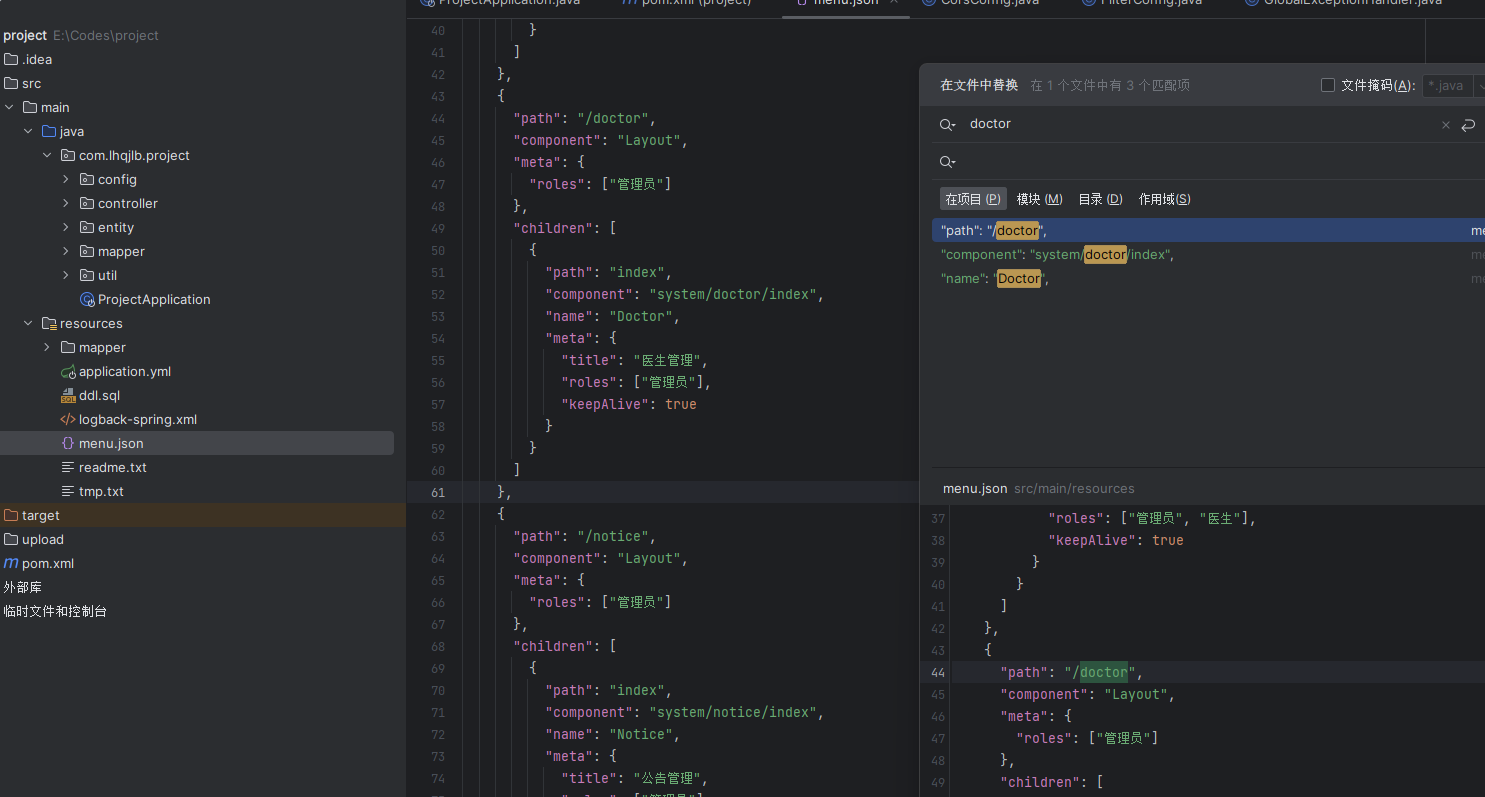 ProjectApplication.java
pom.xml (project)
menu.json
CorsConfig.java
FilterConfig.java
GlobalExceptionHandler.java
project E:\Codes\project
.idea
src
main
java
com.lhqjlb.project
config
controller
entity
mapper
util
ProjectApplication
resources
mapper
application.yml
ddl.sql
logback-spring.xml
menu.json
readme.txt
tmp.txt
target
upload
pom.xml
外部库
临时文件和控制台
40 }
41 ]
42 },
43 {
44 "path": "/doctor",
45 "component": "Layout",
46 "meta": {
47 "roles": ["管理员"]
48 },
49 "children": [
50 {
51 "path": "index",
52 "component": "system/doctor/index",
53 "name": "Doctor",
54 "meta": {
55 "title": "医生管理",
56 "roles": ["管理员"],
57 "keepAlive": true
58 }
59 }
60 ]
61 },
62 {
63 "path": "/notice",
64 "component": "Layout",
65 "meta": {
66 "roles": ["管理员"]
67 },
68 "children": [
69 {
70 "path": "index",
71 "component": "system/notice/index",
72 "name": "Notice",
73 "meta": {
74 "title": "公告管理",
在文件中替换 在 1 个文件中有 3 个匹配项 文件掩码(A): *.java
doctor
在项目 (P) 模块 (M) 目录 (D) 作用域(S)
"path": "/doctor",
"component": "system/doctor/index",
"name": "Doctor",
menu.json src/main/resources
37 "roles": ["管理员", "医生"],
38 "keepAlive": true
39 }
40 }
41 ]
42 },
43 {
44 "path": "/doctor",
45 "component": "Layout",
46 "meta": {
47 "roles": ["管理员"]
48 },
49 "children": [